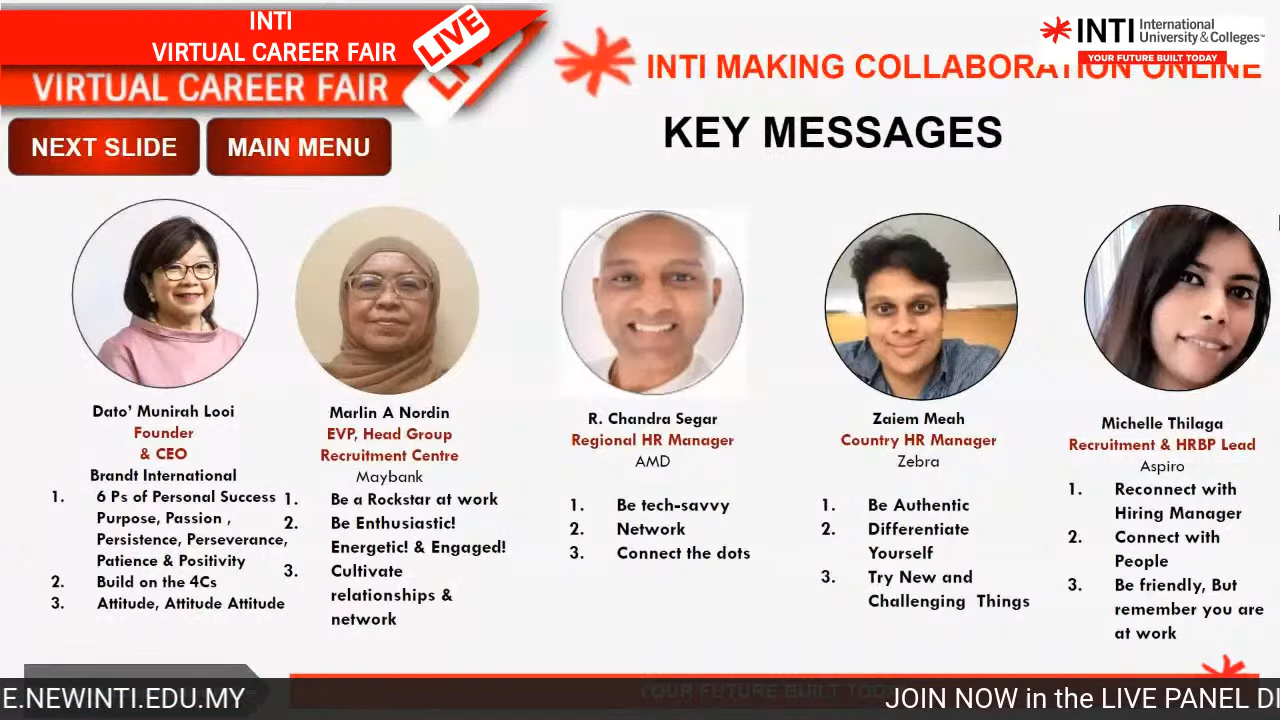 INTI
VIRTUAL CAREER FAIR
LIVE
VIRTUAL CAREER FAIR
INTI MAKING COLLABORATION ONLINE
INTI International
University & Colleges
YOUR FUTURE BUILT TODAY
NEXT SLIDE
MAIN MENU
KEY MESSAGES
Dato’ Munirah Looi
Founder
& CEO
Brandt International
1. 6 Ps of Personal Success
Purpose, Passion ,
Persistence, Perseverance,
Patience & Positivity
2. Build on the 4Cs
3. Attitude, Attitude Attitude
Marlin A Nordin
EVP, Head Group
Recruitment Centre
Maybank
1. Be a Rockstar at work
2. Be Enthusiastic!
Energetic! & Engaged!
3. Cultivate
relationships &
network
R. Chandra Segar
Regional HR Manager
AMD
1. Be tech-savvy
2. Network
3. Connect the dots
Zaiem Meah
Country HR Manager
Zebra
1. Be Authentic
2. Differentiate
Yourself
3. Try New and
Challenging Things
Michelle Thilaga
Recruitment & HRBP Lead
Aspiro
1. Reconnect with
Hiring Manager
2. Connect with
People
3. Be friendly, But
remember you are
at work
YOUR FUTURE BUILT TODAY
E.NEWINTI.EDU.MY
JOIN NOW in the LIVE PANEL DI